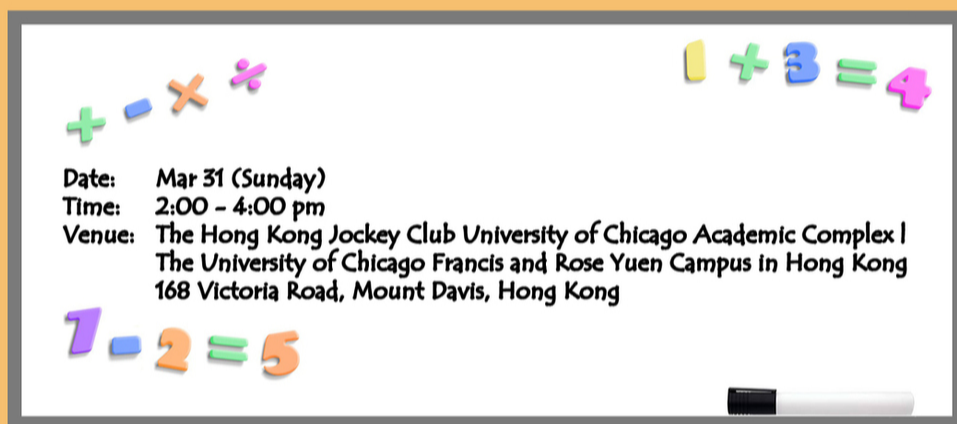 + - × ÷
1 + 3 = 4
Date: Mar 31 (Sunday)
Time: 2:00 – 4:00 pm
Venue: The Hong Kong Jockey Club University of Chicago Academic Complex |
The University of Chicago Francis and Rose Yuen Campus in Hong Kong
168 Victoria Road, Mount Davis, Hong Kong
7 - 2 = 5